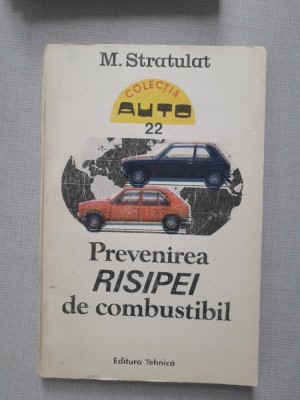 M. Stratulat
COLECȚIA
AUTO
22
Prevenirea
RISIPEI
de combustibil
Editura Tehnică